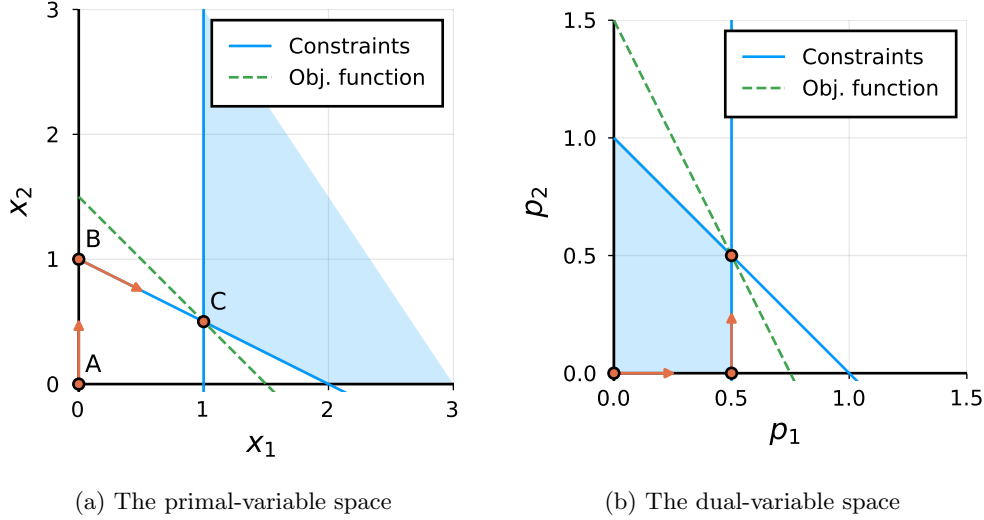 3
2
1
0
x₂
Constraints
Obj. function
B
C
A
0
1
2
3
x₁
(a) The primal-variable space
1.5
1.0
0.5
0.0
p₂
Constraints
Obj. function
0.0
0.5
1.0
1.5
p₁
(b) The dual-variable space